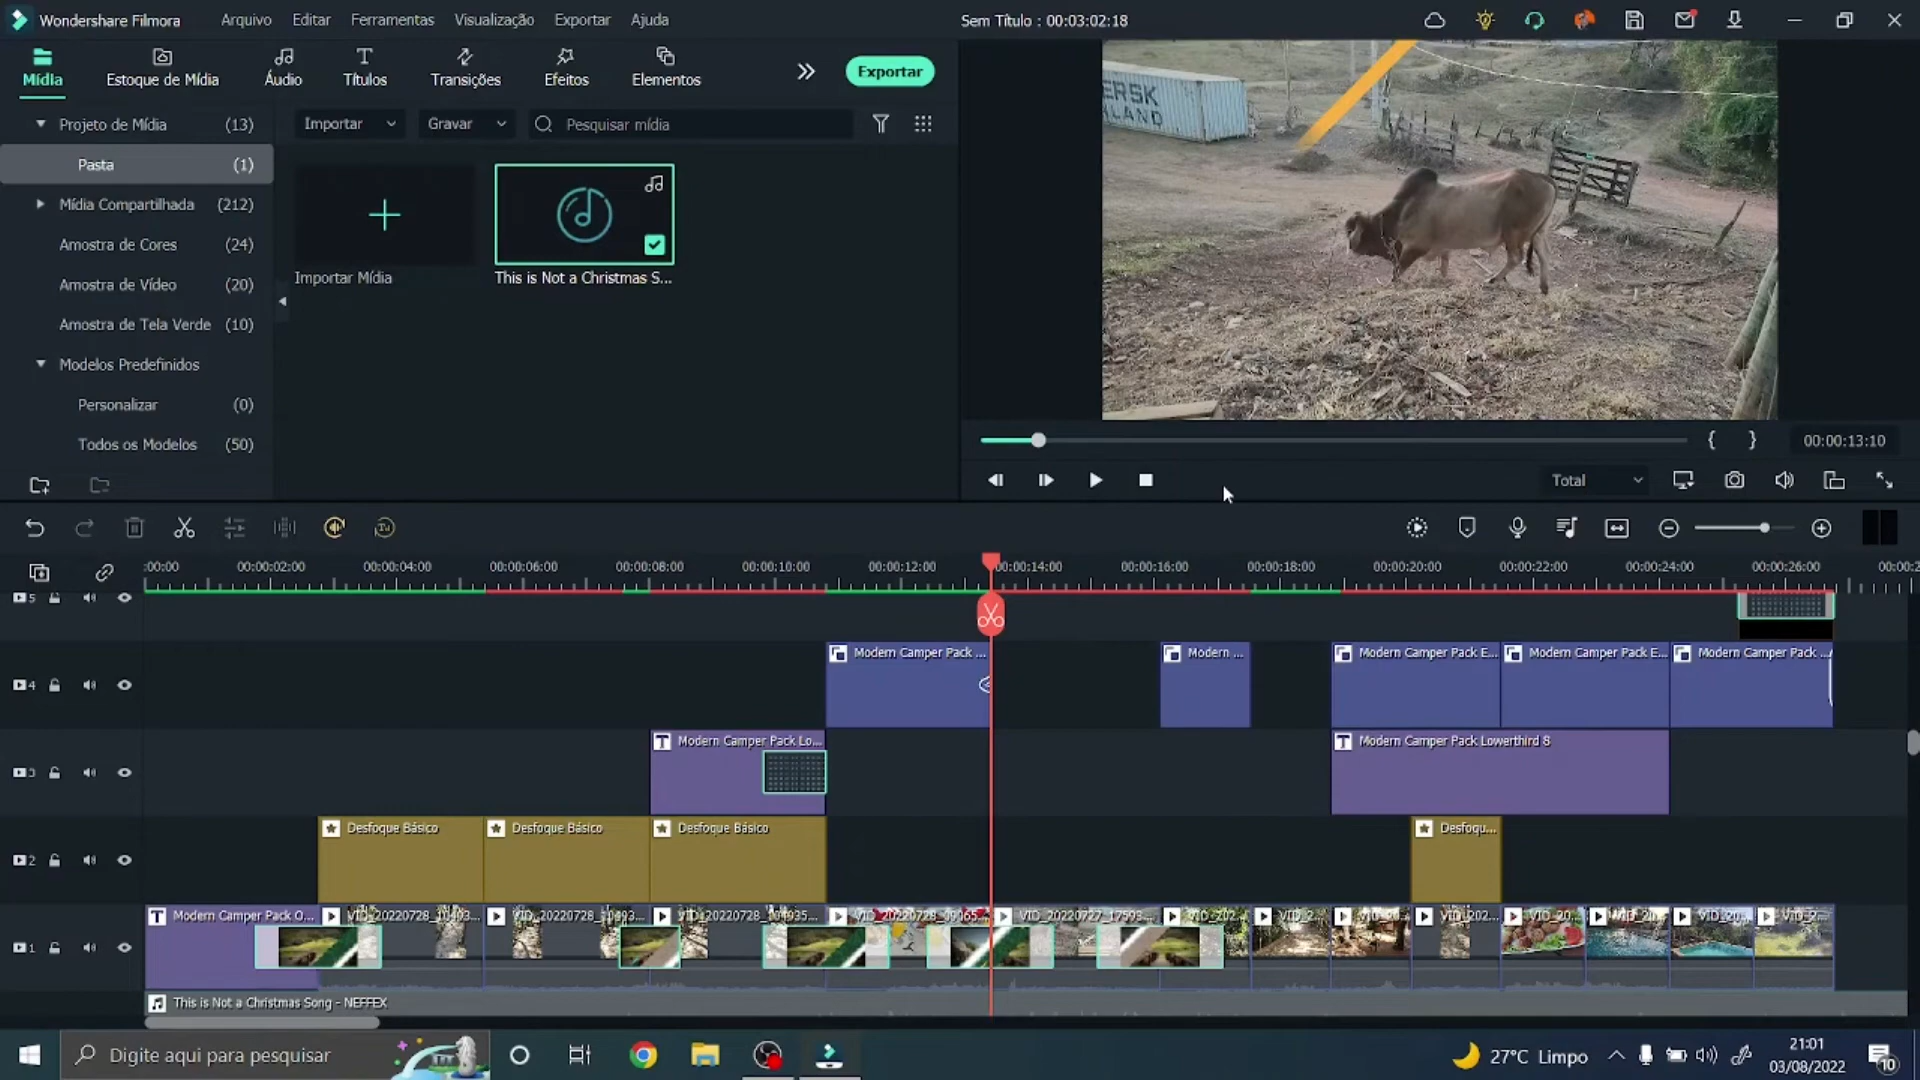 Wondershare Filmora
Arquivo
Editar
Ferramentas
Visualização
Exportar
Ajuda
Sem Título : 00:03:02:18
Mídia
Estoque de Mídia
Áudio
Títulos
Transições
Efeitos
Elementos
Exportar
Projeto de Mídia (13)
Importar
Gravar
Pesquisar mídia
Pasta (1)
Mídia Compartilhada (212)
Amostra de Cores (24)
Amostra de Vídeo (20)
Amostra de Tela Verde (10)
Modelos Predefinidos
Personalizar (0)
Todos os Modelos (50)
Importar Mídia
This is Not a Christmas S...
ERSK
LAND
00:00:13:10
Total
:00:00
00:00:02:00
00:00:04:00
00:00:06:00
00:00:08:00
00:00:10:00
00:00:12:00
00:00:14:00
00:00:16:00
00:00:18:00
00:00:20:00
00:00:22:00
00:00:24:00
00:00:26:00
00:00:2
5
4
Modern Camper Pack ...
Modern ...
Modern Camper Pack E...
Modern Camper Pack E...
Modern Camper Pack ...
3
Modern Camper Pack Lo...
Modern Camper Pack Lowerthird 8
2
Desfoque Básico
Desfoque Básico
Desfoque Básico
Desfoqu...
1
Modern Camper Pack O...
This is Not a Christmas Song - NEFFEX
Digite aqui para pesquisar
27°C Limpo
21:01
03/08/2022
10